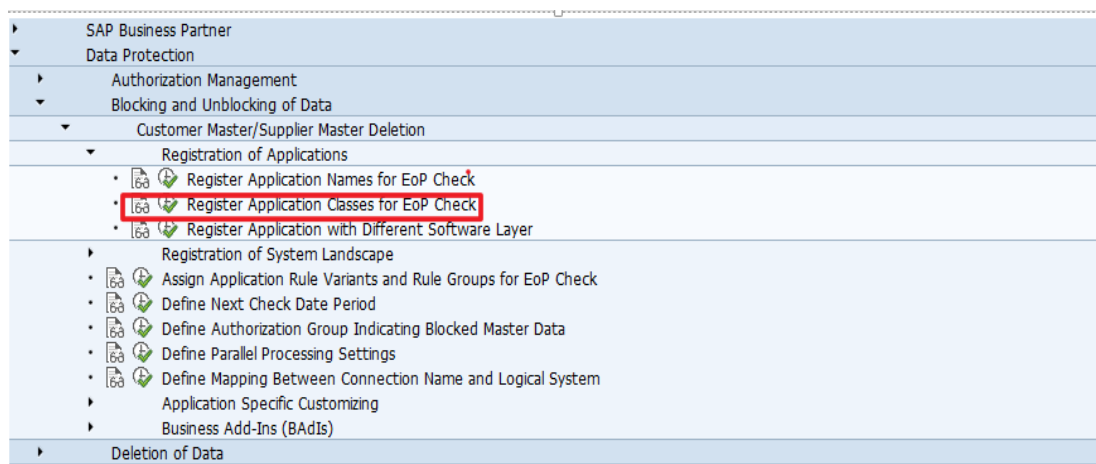 SAP Business Partner
Data Protection
Authorization Management
Blocking and Unblocking of Data
Customer Master/Supplier Master Deletion
Registration of Applications
Register Application Names for EoP Check
Register Application Classes for EoP Check
Register Application with Different Software Layer
Registration of System Landscape
Assign Application Rule Variants and Rule Groups for EoP Check
Define Next Check Date Period
Define Authorization Group Indicating Blocked Master Data
Define Parallel Processing Settings
Define Mapping Between Connection Name and Logical System
Application Specific Customizing
Business Add-Ins (BAdIs)
Deletion of Data